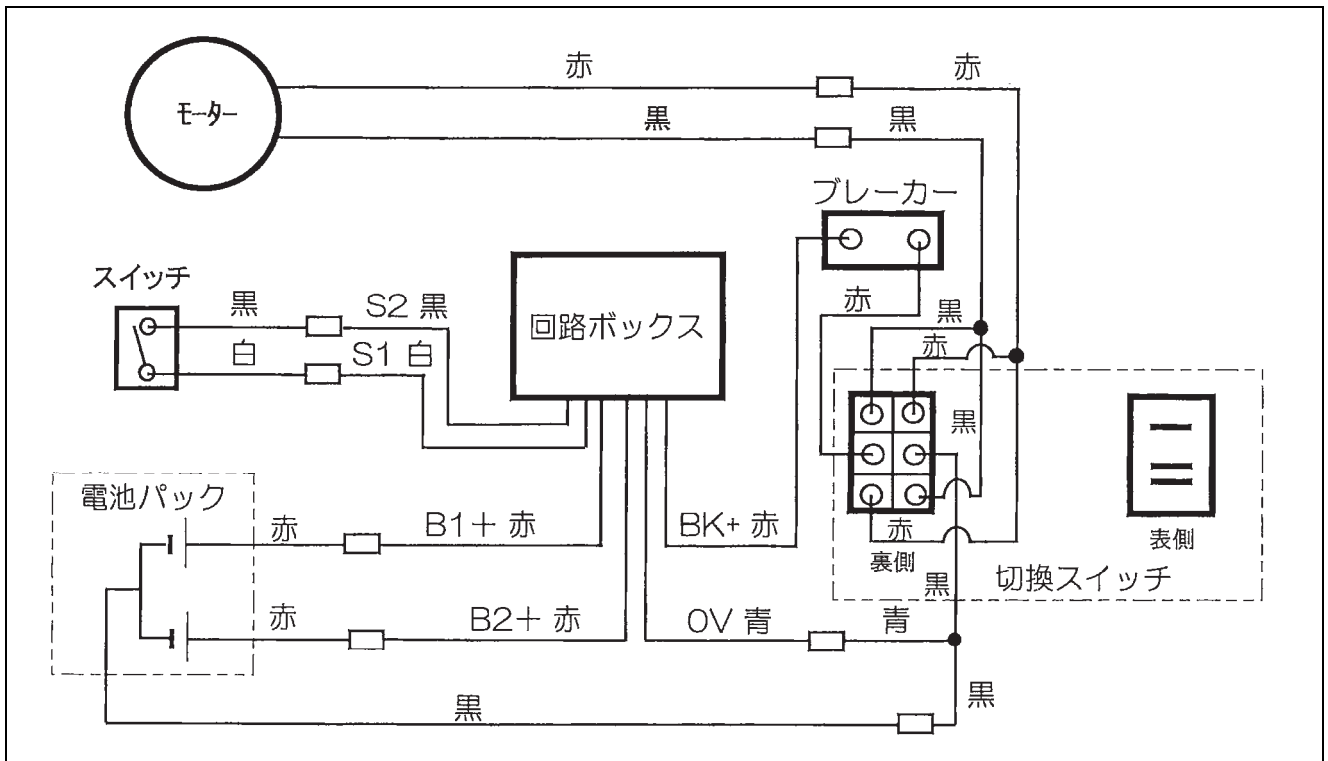 赤
赤
モーター
黒
黒
ブレーカー
スイッチ
黒
S2 黒
回路ボックス
赤
黒
白
S1 白
赤
黒
電池パック
赤
B1+ 赤
BK+ 赤
赤
表側
裏側
切換スイッチ
黒
赤
B2+ 赤
0V 青
青
黒
黒